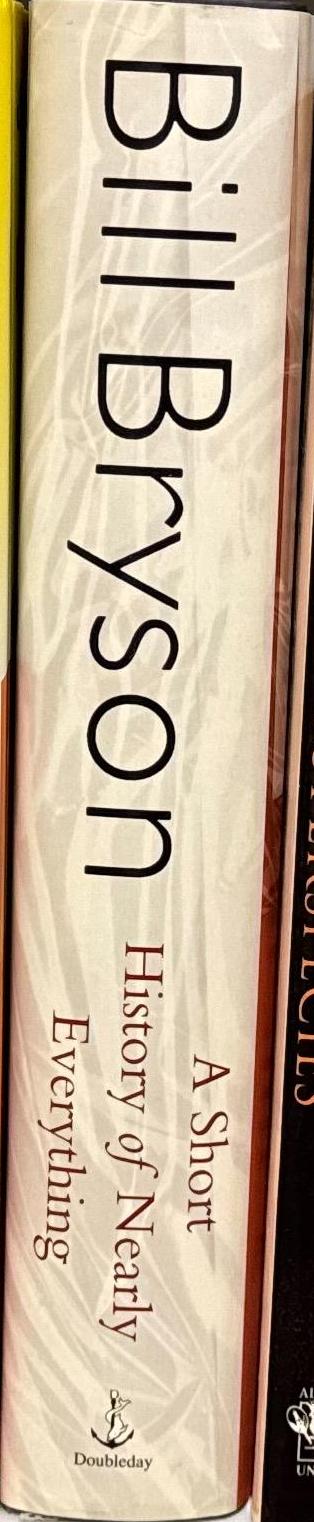 Bill Bryson
A Short
History of Nearly
Everything
Doubleday